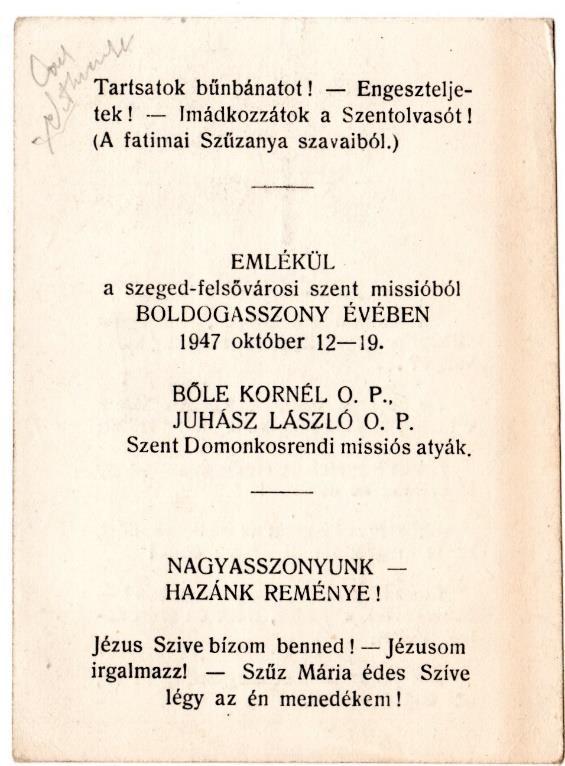 Tartsatok bűnbánatot! — Engeszelje-
tek! — Imádkozzátok a Szentolvasót!
(A fatimai Szűzanya szavaiból.)
EMLÉKÜL
a szeged-felsővárosi szent missióból
BOLDOGASSZONY ÉVÉBEN
1947 október 12—19.
BŐLE KORNÉL O. P.,
JUHÁSZ LÁSZLÓ O. P.
Szent Domonkosrendi missiós atyák.
NAGYASSZONYUNK —
HAZÁNK REMÉNYE!
Jézus Szive bízom benned! — Jézusom
irgalmazz! — Szűz Mária édes Szíve
légy az én menedékem!